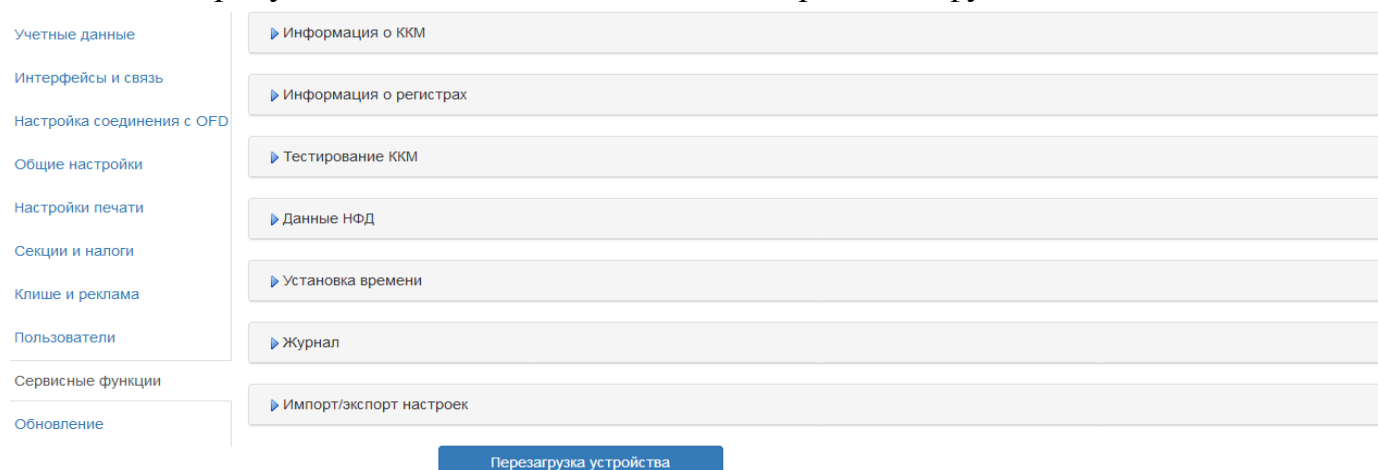 Учетные данные
Интерфейсы и связь
Настройка соединения с OFD
Общие настройки
Настройки печати
Секции и налоги
Клише и реклама
Пользователи
Сервисные функции
Обновление
Информация о ККМ
Информация о регистрах
Тестирование ККМ
Данные НФД
Установка времени
Журнал
Импорт/экспорт настроек
Перезагрузка устройства